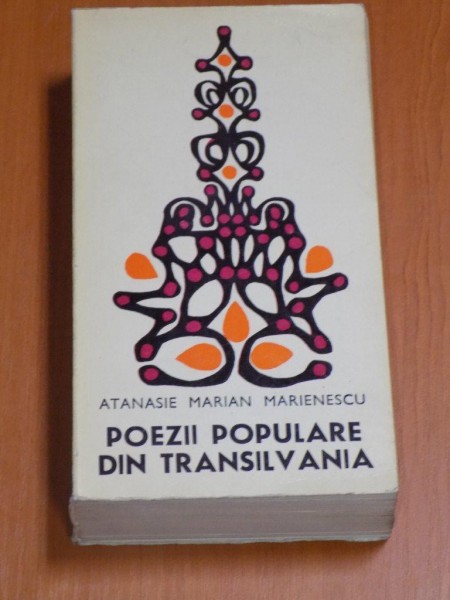 ATANASIE MARIAN MARIENESCU
POEZII POPULARE
DIN TRANSILVANIA